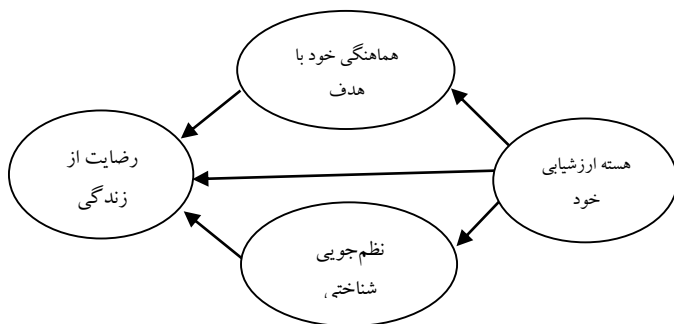 هماهنگی خود با
هدف
هسته ارزشیابی
خود
رضایت از
زندگی
نظم‌جویی
شناختی